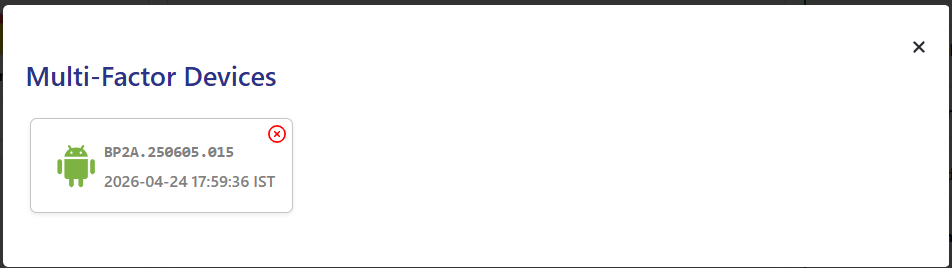 Multi-Factor Devices
BP2A.250605.015
2026-04-24 17:59:36 IST